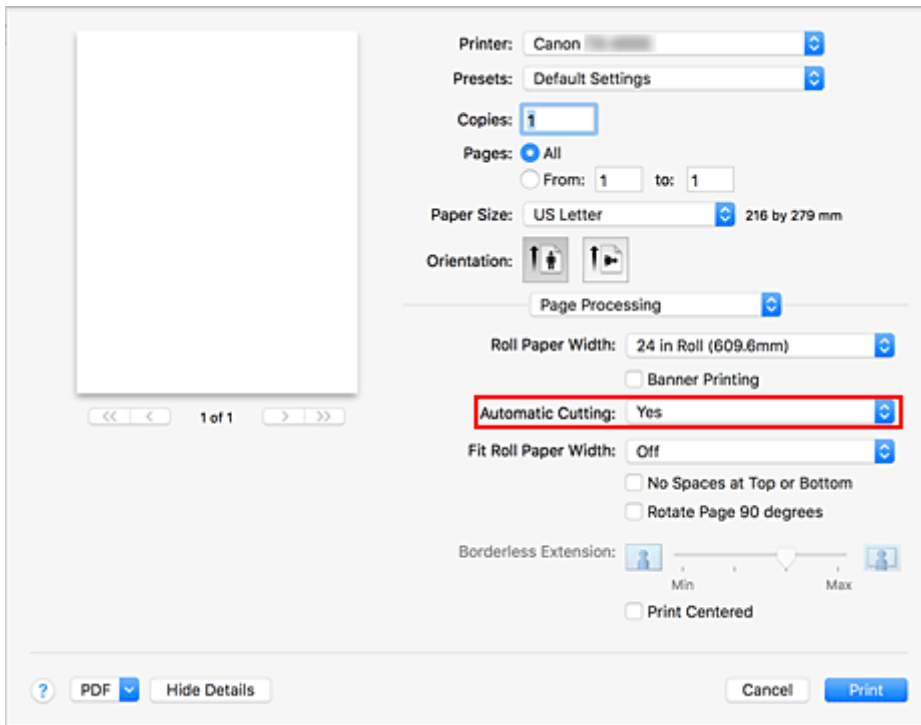 Printer: Canon
Presets: Default Settings
Copies: 1
Pages: All
From: 1 to: 1
Paper Size: US Letter 216 by 279 mm
Orientation:
Page Processing
Roll Paper Width: 24 in Roll (609.6mm)
Banner Printing
<< < 1 of 1 > >>
Automatic Cutting: Yes
Fit Roll Paper Width: Off
No Spaces at Top or Bottom
Rotate Page 90 degrees
Borderless Extension:
Min Max
Print Centered
? PDF Hide Details Cancel Print